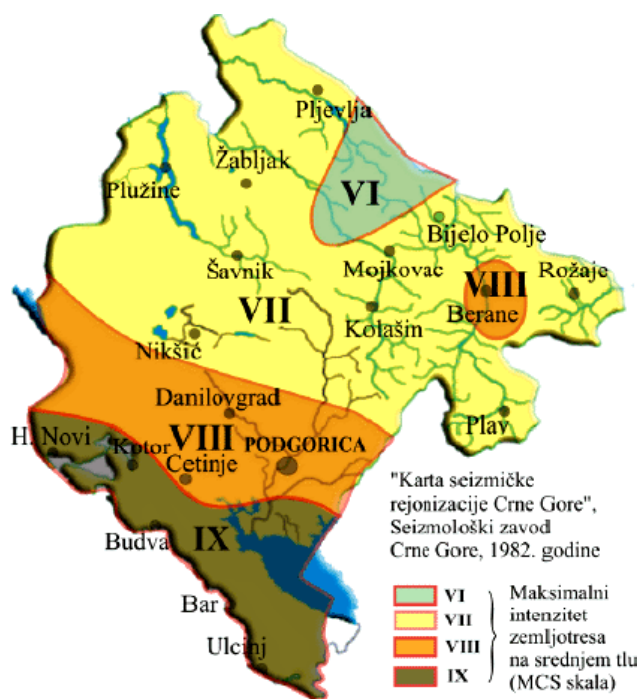 Pljevlja
Žabljak
Plužine
VI
Bijelo Polje
Šavnik
Mojkovac
VIII
Rožaje
VII
Kolašin
Berane
Nikšić
Danilovgrad
Plav
H. Novi
Kotor
VIII
PODGORICA
Cetinje
Budva
IX
Bar
Ulcinj
"Karta seizmičke
rejonizacije Crne Gore",
Seizmološki zavod
Crne Gore, 1982. godine
VI
VII
VIII
IX
Maksimalni
intenzitet
zemljotresa
na srednjem tlu
(MCS skala)